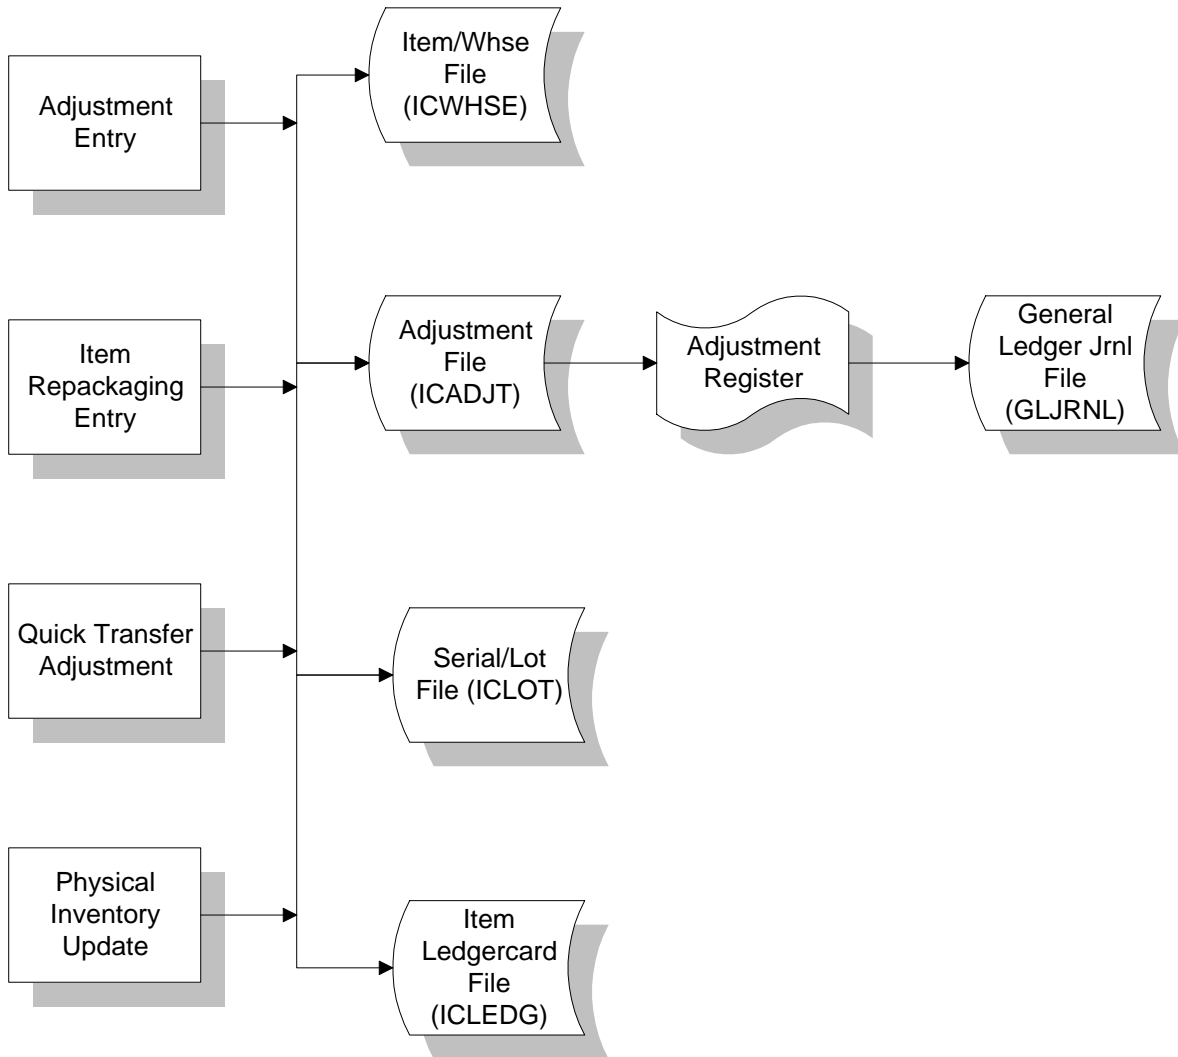 Adjustment
Entry
Item/Whse
File
(ICWHSE)
Item
Repackaging
Entry
Adjustment
File
(ICADJT)
Adjustment
Register
General
Ledger Jrnl
File
(GLJRNL)
Quick Transfer
Adjustment
Serial/Lot
File (ICLOT)
Physical
Inventory
Update
Item
Ledgercard
File
(ICLEDG)